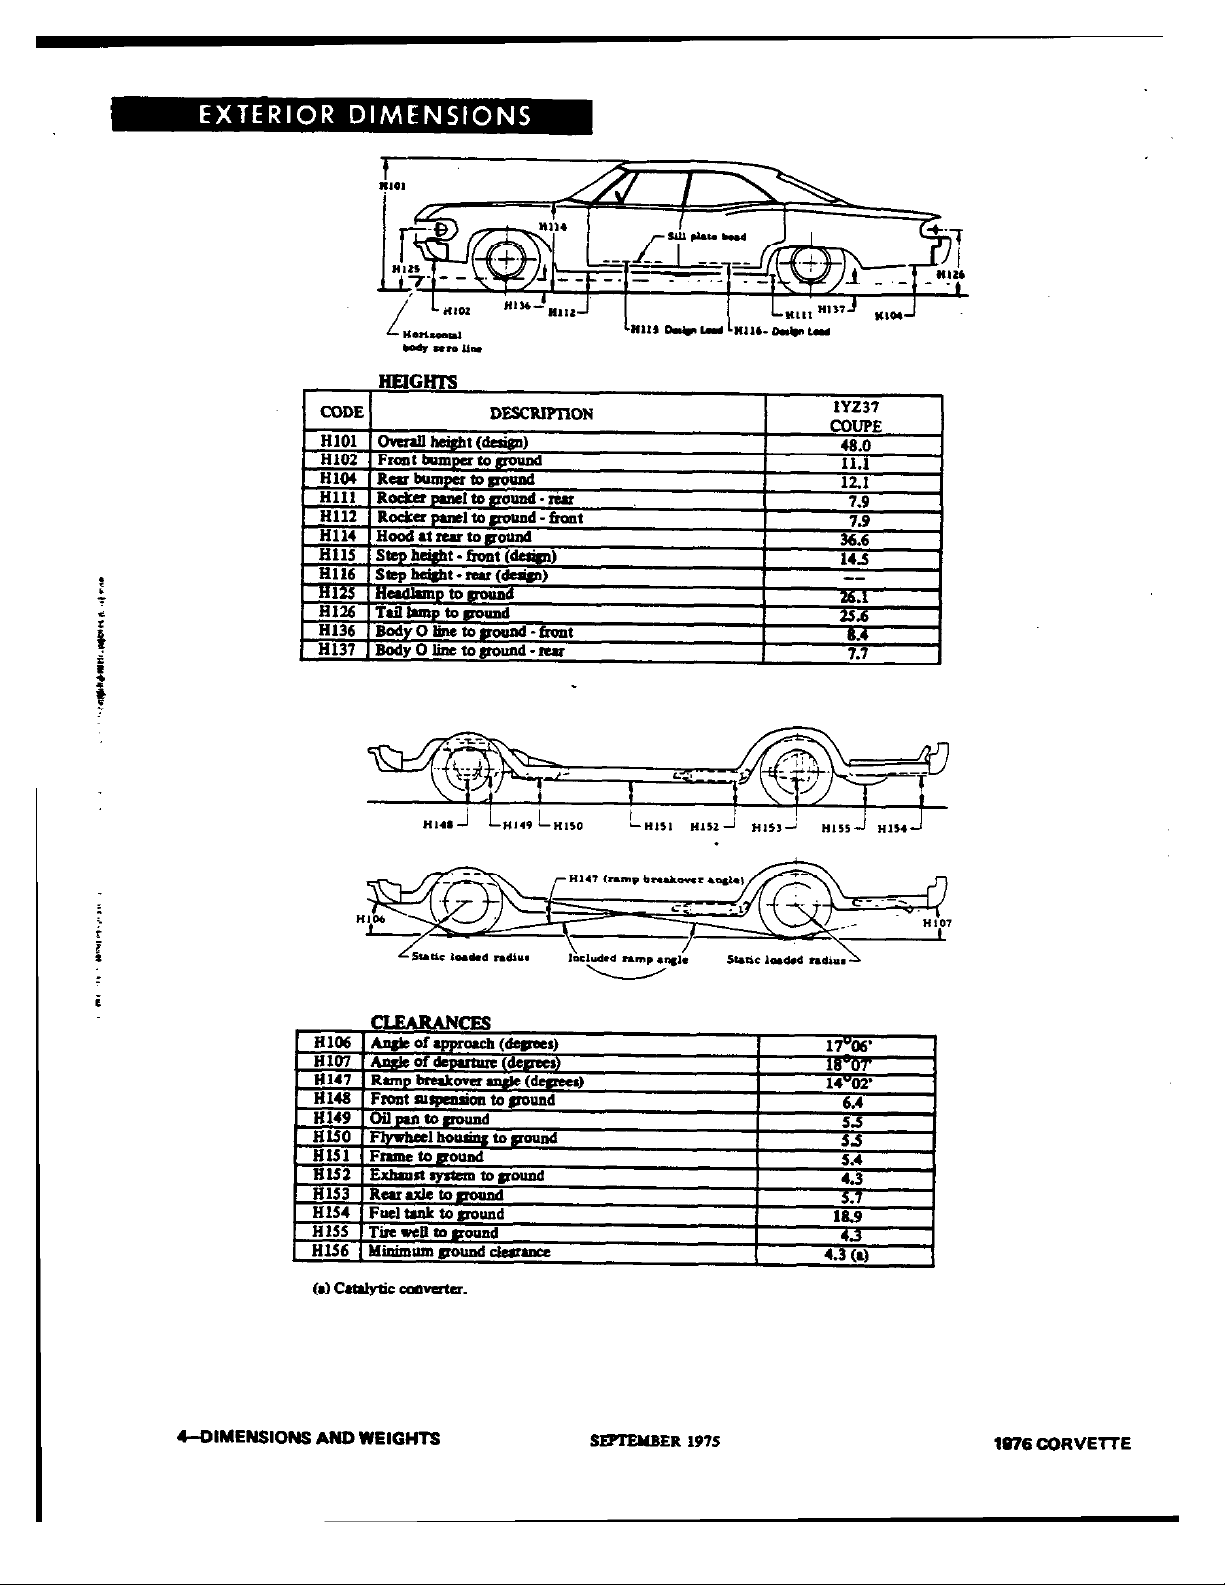 EXTERIOR DIMENSIONS
H101
H114
Sill plate bead
H125
H126
H102
H136
H112
H111
H137
H104
H115 Design Load
H116- Design Load
Horizontal
body zero line
HEIGHTS
CODE DESCRIPTION 1YZ37 COUPE
H101 Overall height (design) 48.0
H102 Front bumper to ground 11.1
H104 Rear bumper to ground 12.1
H111 Rocker panel to ground - rear 7.9
H112 Rocker panel to ground - front 7.9
H114 Hood at rear to ground 36.6
H115 Step height - front (design) 14.5
H116 Step height - rear (design) --
H125 Headlamp to ground 26.1
H126 Tail lamp to ground 25.6
H136 Body O line to ground - front 8.4
H137 Body O line to ground - rear 7.7
H148 H149 H150 H151 H152 H153 H155 H154
H147 (ramp breakover angle)
H106
H107
Static loaded radius
Included ramp angle
Static loaded radius
CLEARANCES
H106 Angle of approach (degrees) 17°06'
H107 Angle of departure (degrees) 18°07'
H147 Ramp breakover angle (degrees) 14°02'
H148 Front suspension to ground 6.4
H149 Oil pan to ground 5.5
H150 Flywheel housing to ground 5.5
H151 Frame to ground 5.4
H152 Exhaust system to ground 4.3
H153 Rear axle to ground 5.7
H154 Fuel tank to ground 18.9
H155 Tire well to ground 4.3
H156 Minimum ground clearance 4.3 (a)
(a) Catalytic converter.
4—DIMENSIONS AND WEIGHTS
SEPTEMBER 1975
1976 CORVETTE